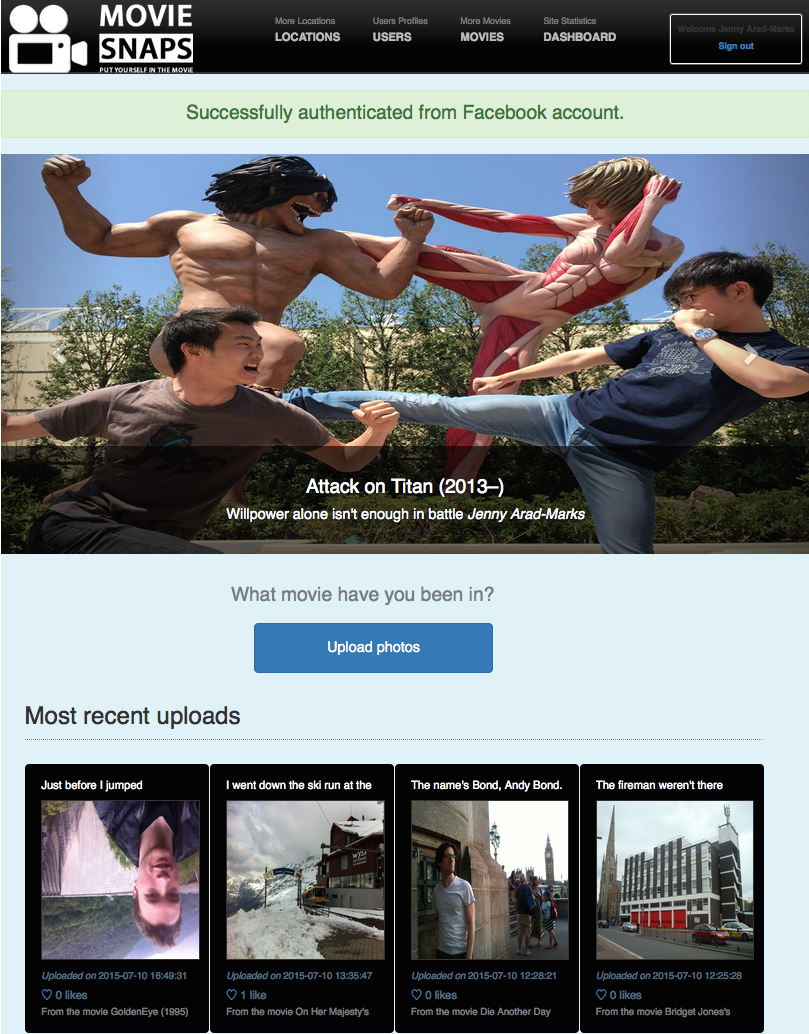 MOVIE
SNAPS
PUT YOURSELF IN THE MOVIE
More Locations
LOCATIONS
Users Profiles
USERS
More Movies
MOVIES
Site Statistics
DASHBOARD
Welcome Jenny Arad-Marks
Sign out
Successfully authenticated from Facebook account.
Attack on Titan (2013–)
Willpower alone isn't enough in battle Jenny Arad-Marks
What movie have you been in?
Upload photos
Most recent uploads
Just before I jumped
Uploaded on 2015-07-10 16:49:31
0 likes
From the movie GoldenEye (1995)
I went down the ski run at the
Uploaded on 2015-07-10 13:35:47
1 like
From the movie On Her Majesty's
The name's Bond, Andy Bond.
Uploaded on 2015-07-10 12:28:21
0 likes
From the movie Die Another Day
The fireman weren't there
Uploaded on 2015-07-10 12:25:28
0 likes
From the movie Bridget Jones's